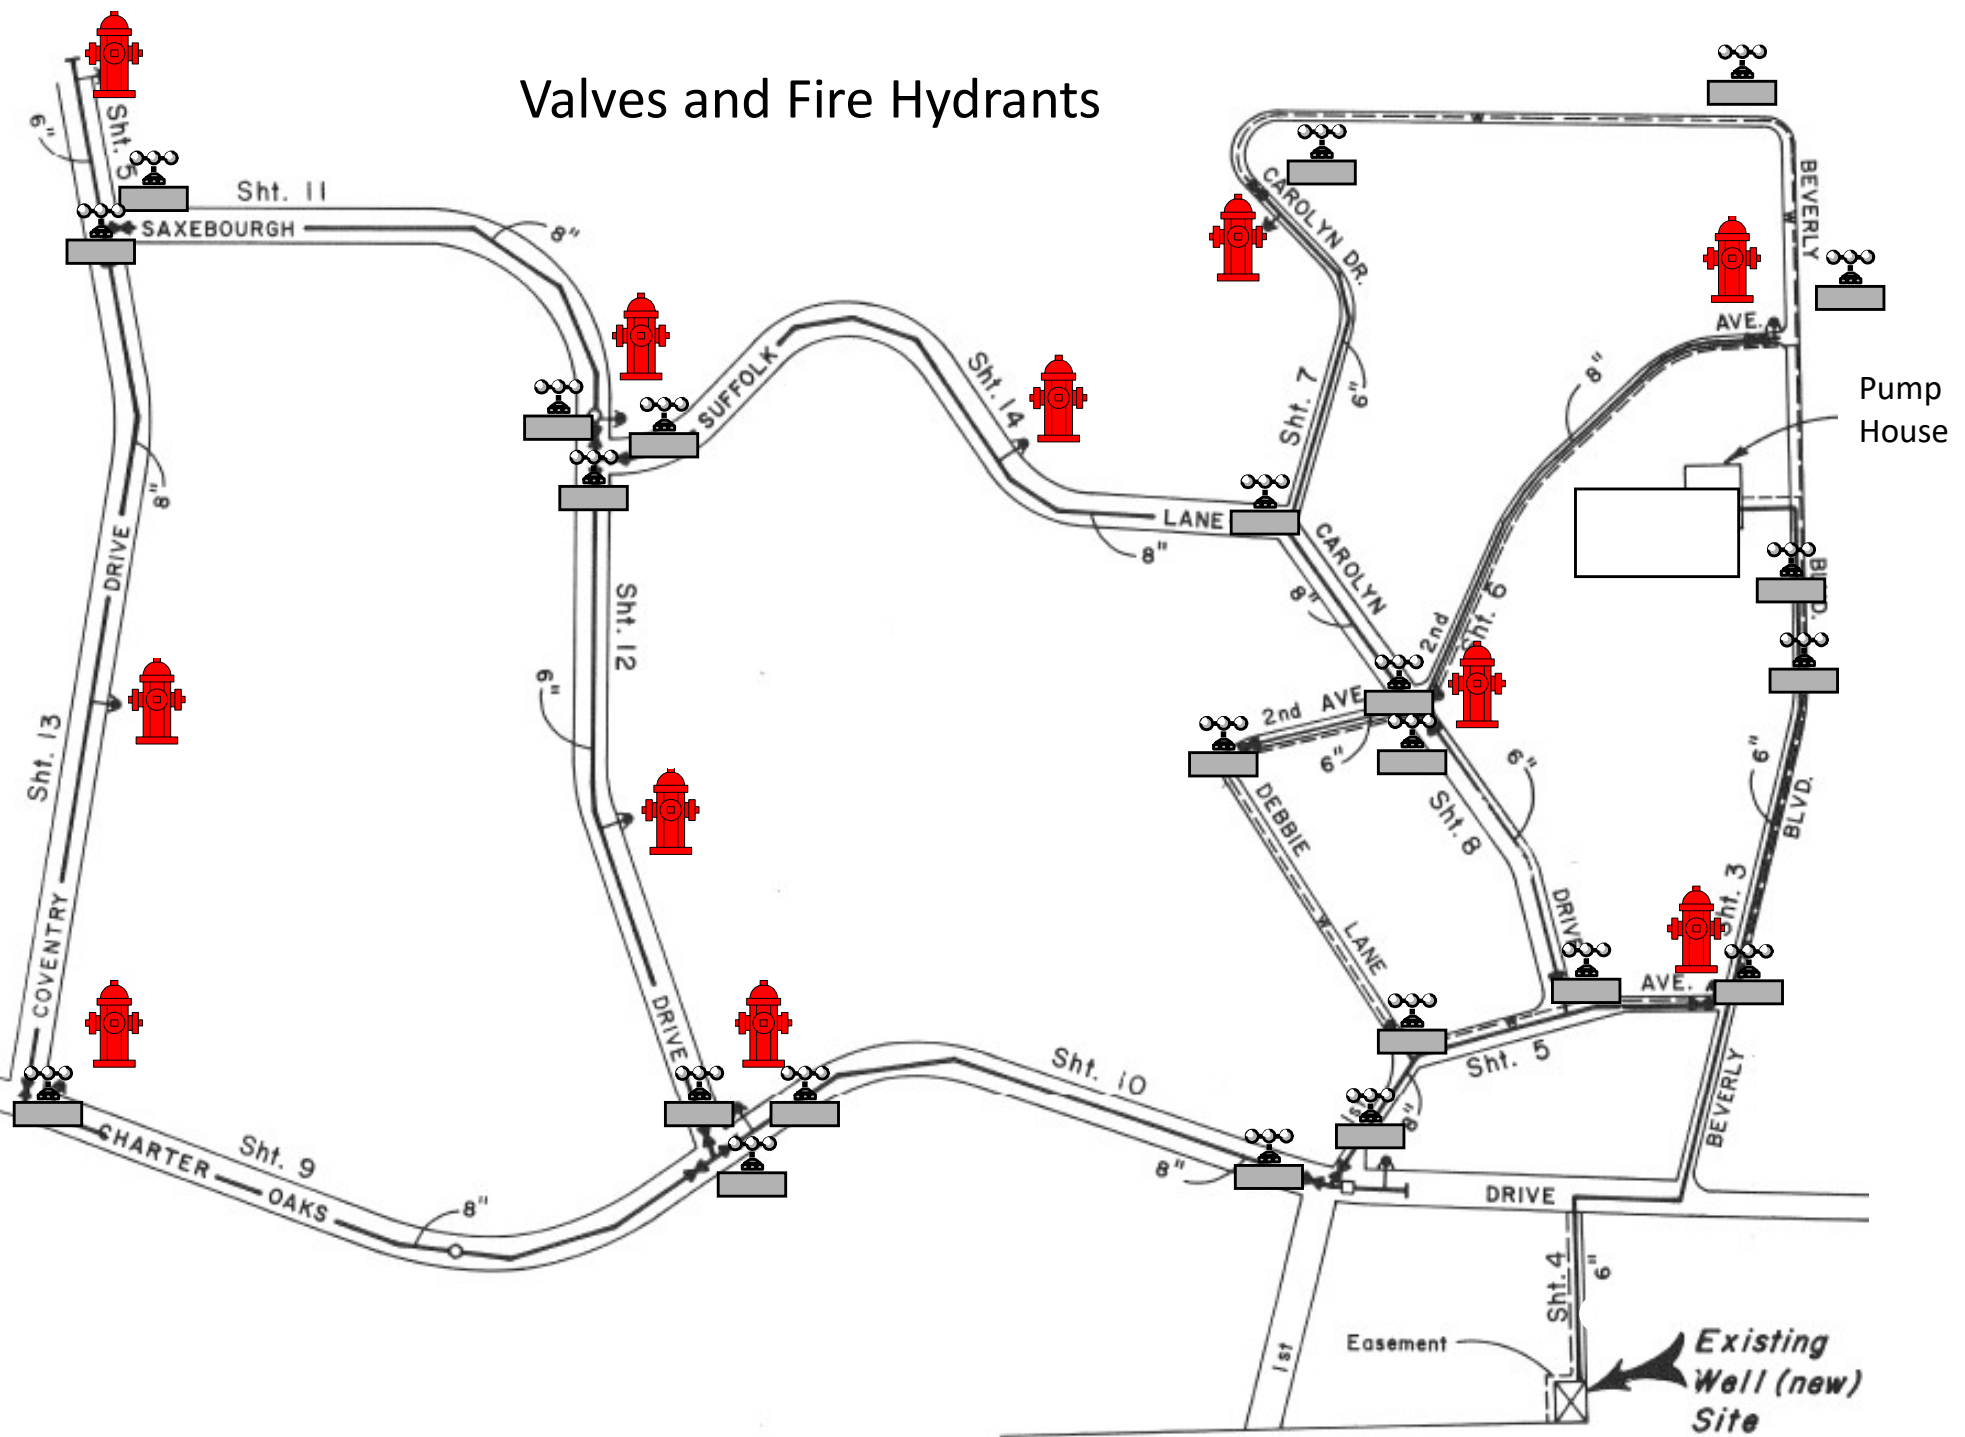 Valves and Fire Hydrants
Sht. 5
6"
Sht. 11
SAXEBOURGH
8"
CAROLYN DR.
BEVERLY
AVE.
8"
Pump
House
SUFFOLK
Sht. 14
Sht. 7
6"
8"
DRIVE
LANE
8"
CAROLYN
8"
2nd
Sht. 6
Sht. 12
6"
Sht. 13
2nd AVE
6"
6"
Sht. 8
6"
BLVD.
DEBBIE
LANE
DRIVE
Sht. 3
AVE.
COVENTRY
DRIVE
Sht. 10
Sht. 5
8"
BEVERLY
CHARTER
OAKS
Sht. 9
8"
8"
DRIVE
Sht. 4
6"
Easement
1st
Existing
Well (new)
Site